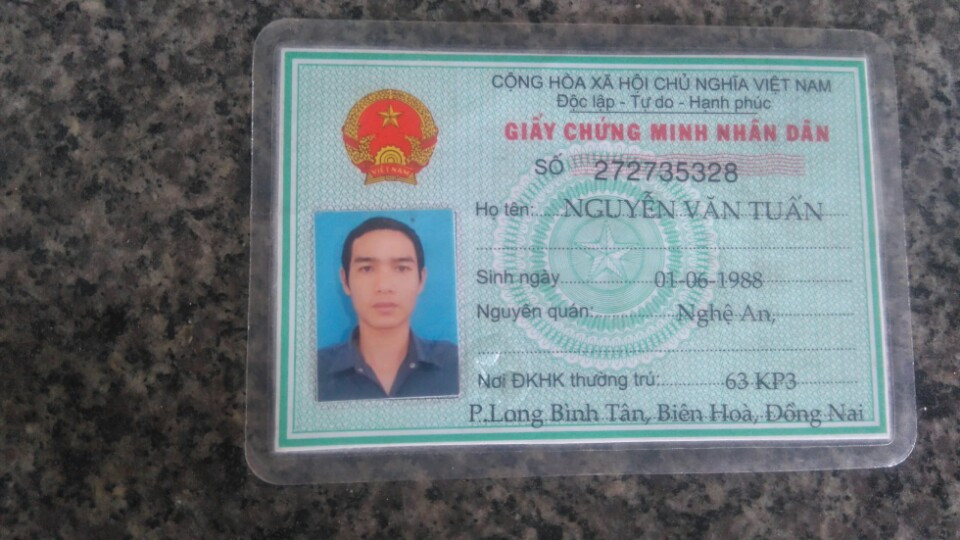 CỘNG HÒA XÃ HỘI CHỦ NGHĨA VIỆT NAM
Độc lập - Tự do - Hạnh phúc
GIẤY CHỨNG MINH NHÂN DÂN
SỐ 272735328
Họ tên: NGUYỄN VĂN TUẤN
Sinh ngày 01-06-1988
Nguyên quán: Nghệ An,
Nơi ĐKHK thường trú: 63 KP3
P.Long Bình Tân, Biên Hoà, Đồng Nai
VIỆT NAM